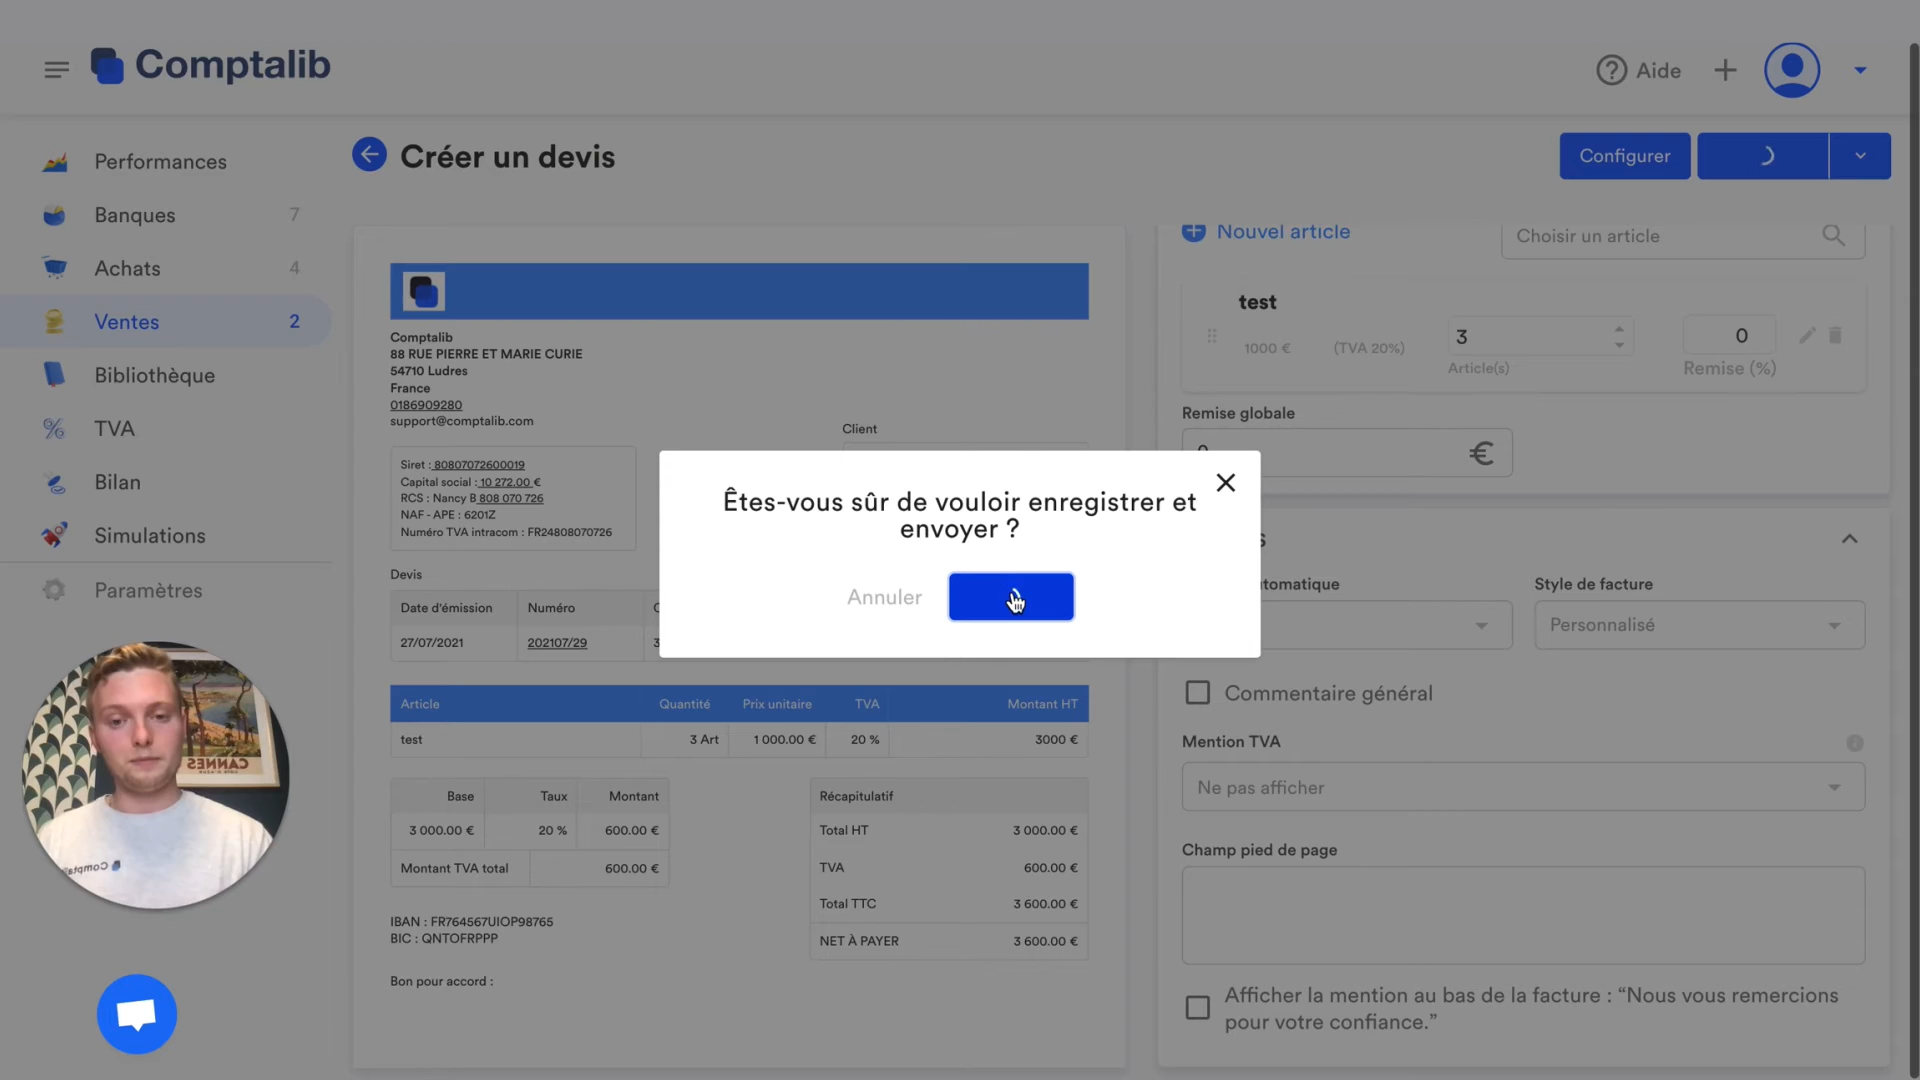 Comptalib
Aide
Performances
Banques 7
Achats 4
Ventes 2
Bibliothèque
TVA
Bilan
Simulations
Paramètres
Créer un devis
Configurer
Comptalib
88 RUE PIERRE ET MARIE CURIE
54710 Ludres
France
0186909280
support@comptalib.com
Client
Siret : 80807072600019
Capital social : 10 272.00 €
RCS : Nancy B 808 070 726
NAF - APE : 6201Z
Numéro TVA intracom : FR24808070726
Devis
Date d'émission Numéro
27/07/2021 202107/29
Article Quantité Prix unitaire TVA Montant HT
test 3 Art 1 000.00 € 20 % 3000 €
Base Taux Montant
3 000.00 € 20 % 600.00 €
Montant TVA total 600.00 €
Récapitulatif
Total HT 3 000.00 €
TVA 600.00 €
Total TTC 3 600.00 €
NET À PAYER 3 600.00 €
IBAN : FR764567UIOP98765
BIC : QNTOFRPPP
Bon pour accord :
Êtes-vous sûr de vouloir enregistrer et
envoyer ?
Annuler
Nouvel article
Choisir un article
test
1000 € (TVA 20%) 3 0
Article(s) Remise (%)
Remise globale
€
Style de facture
Personnalisé
Commentaire général
Mention TVA
Ne pas afficher
Champ pied de page
Afficher la mention au bas de la facture : “Nous vous remercions
pour votre confiance.”
CANNES